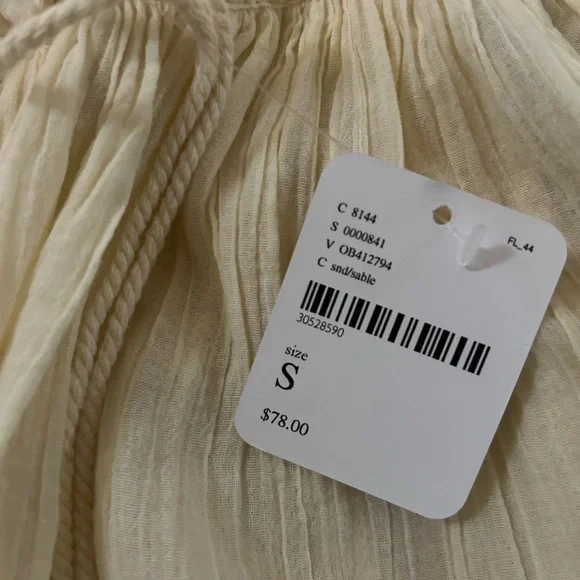 C 8144
S 0000841
V OB412794
C snd/sable
FL_44
30528590
size
S
$78.00